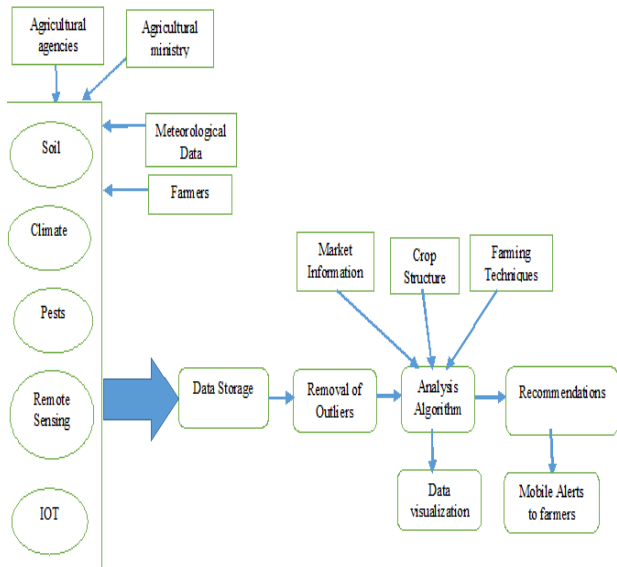 Agricultural
agencies
Agricultural
ministry
Soil
Meteorological
Data
Farmers
Climate
Market
Information
Crop
Structure
Farming
Techniques
Pests
Remote
Sensing
Data Storage
Removal of
Outliers
Analysis
Algorithm
Recommendations
Data
visualization
Mobile Alerts
to farmers
IOT